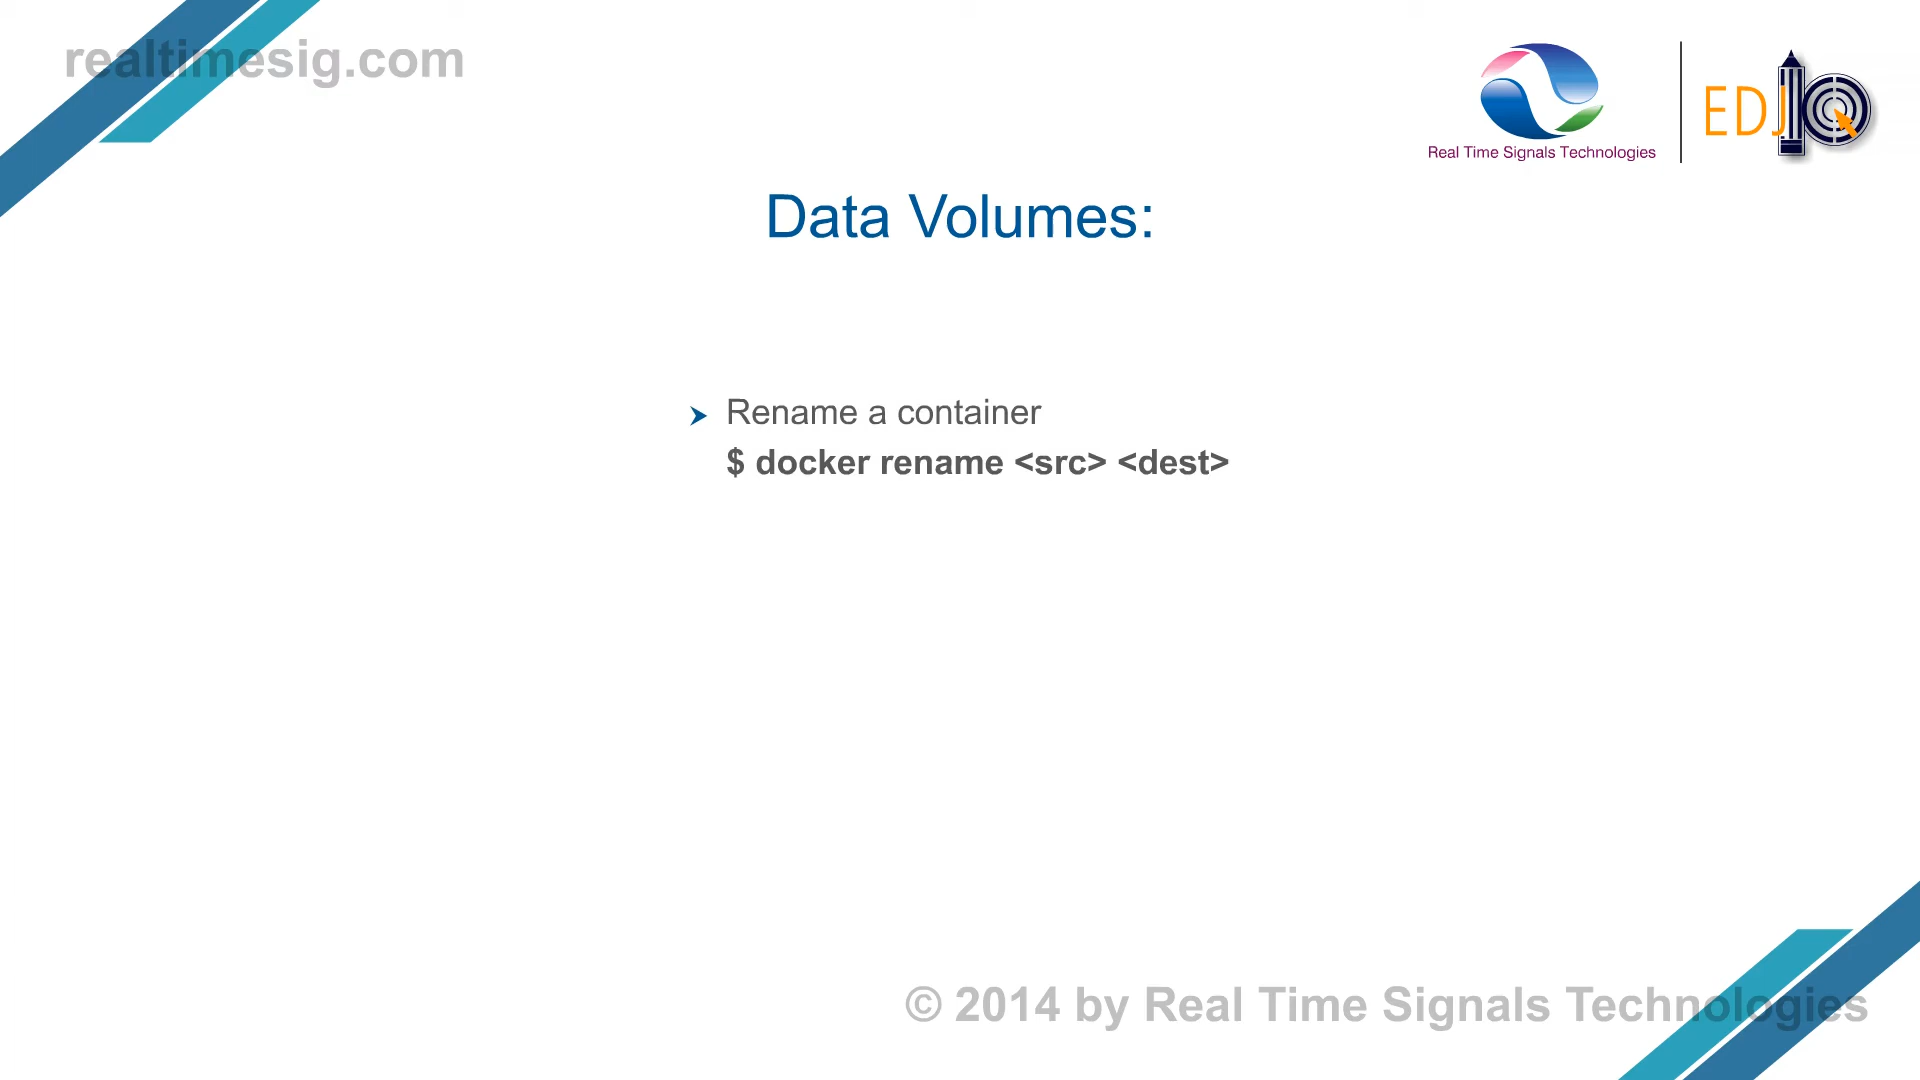 realtimesig.com
Real Time Signals Technologies
EDJIQ
Data Volumes:
Rename a container
$ docker rename <src> <dest>
© 2014 by Real Time Signals Technologies